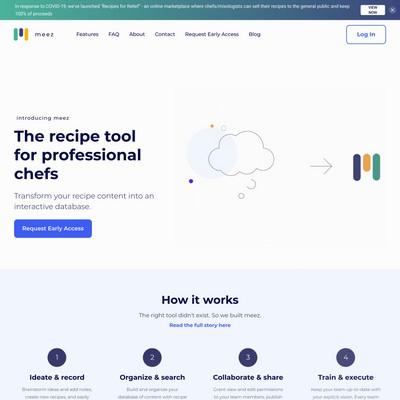 In response to COVID-19, we've launched "Recipes for Relief" - an online marketplace where chefs/mixologists can sell their recipes to the general public and keep
100% of proceeds
VIEW
NOW
meez
Features
FAQ
About
Contact
Request Early Access
Blog
Log In
introducing meez
The recipe tool
for professional
chefs
Transform your recipe content into an
interactive database.
Request Early Access
How it works
The right tool didn't exist. So we built meez.
Read the full story here
1
2
3
4
Ideate & record
Organize & search
Collaborate & share
Train & execute
Brainstorm ideas and add notes,
create new recipes, and easily
Build and organize your
database of content with recipe
Grant view and edit permissions
to your team members, publish
Keep your team up-to-date with
your explicit vision. Every team